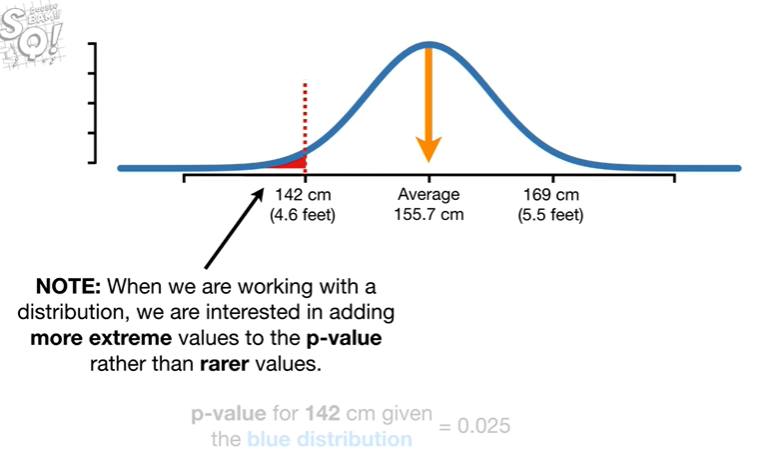 SQ!
142 cm
(4.6 feet)
Average
155.7 cm
169 cm
(5.5 feet)
NOTE: When we are working with a
distribution, we are interested in adding
more extreme values to the p-value
rather than rarer values.
p-value for 142 cm given
the blue distribution
= 0.025